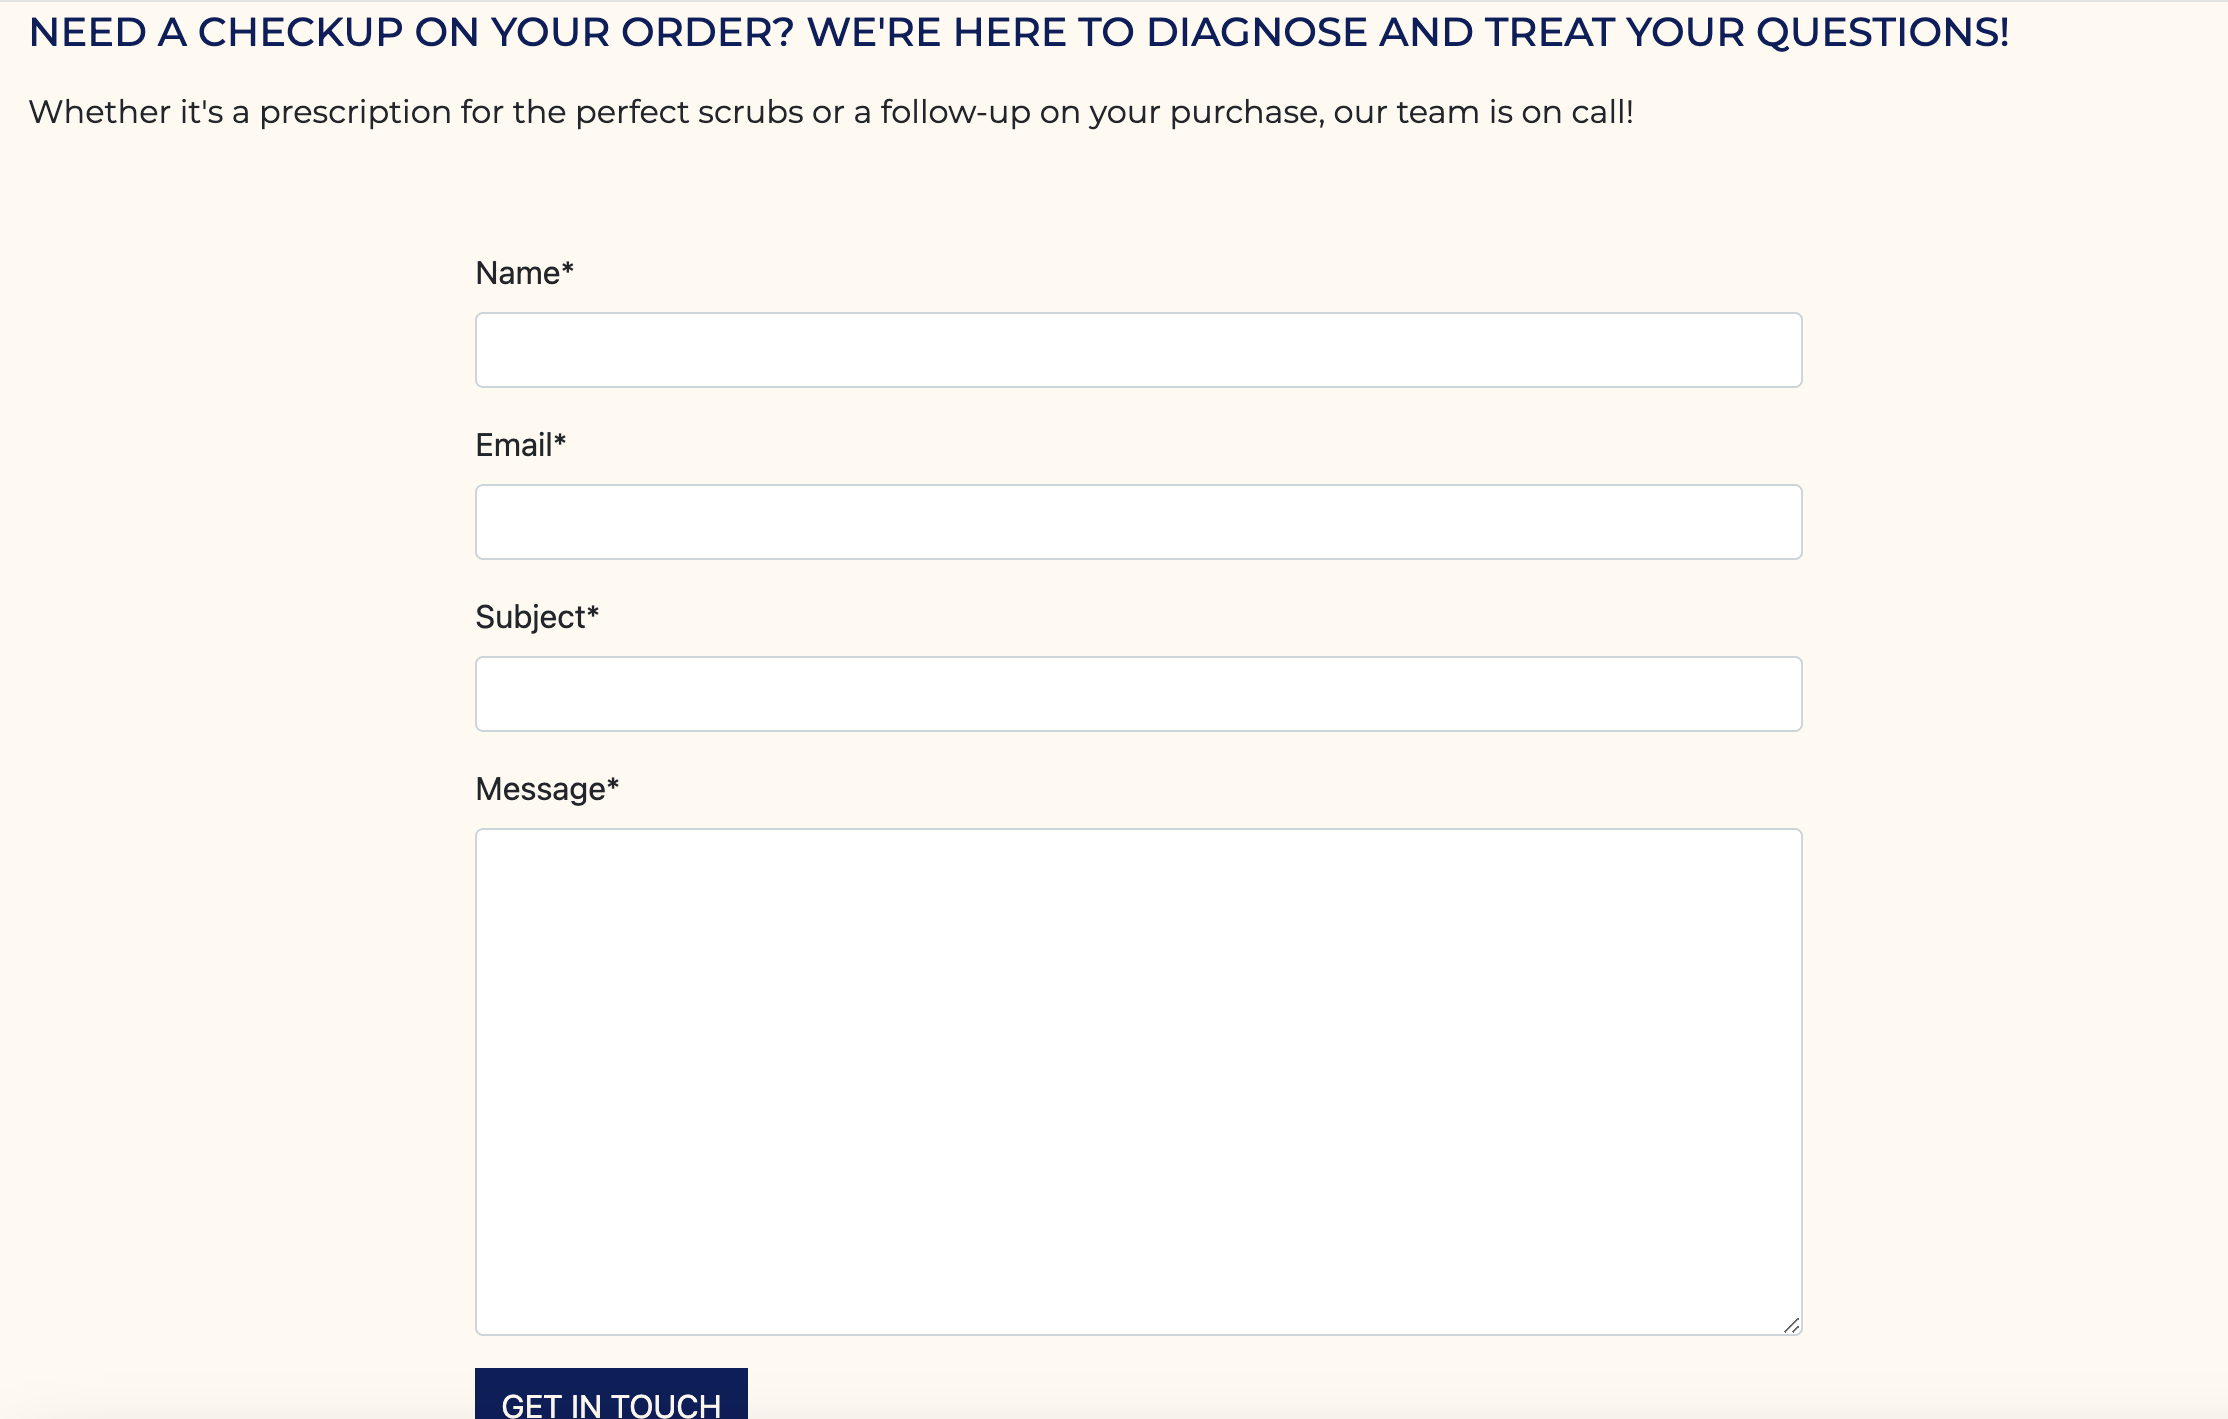 NEED A CHECKUP ON YOUR ORDER? WE'RE HERE TO DIAGNOSE AND TREAT YOUR QUESTIONS!
Whether it's a prescription for the perfect scrubs or a follow-up on your purchase, our team is on call!
Name*
Email*
Subject*
Message*
GET IN TOUCH